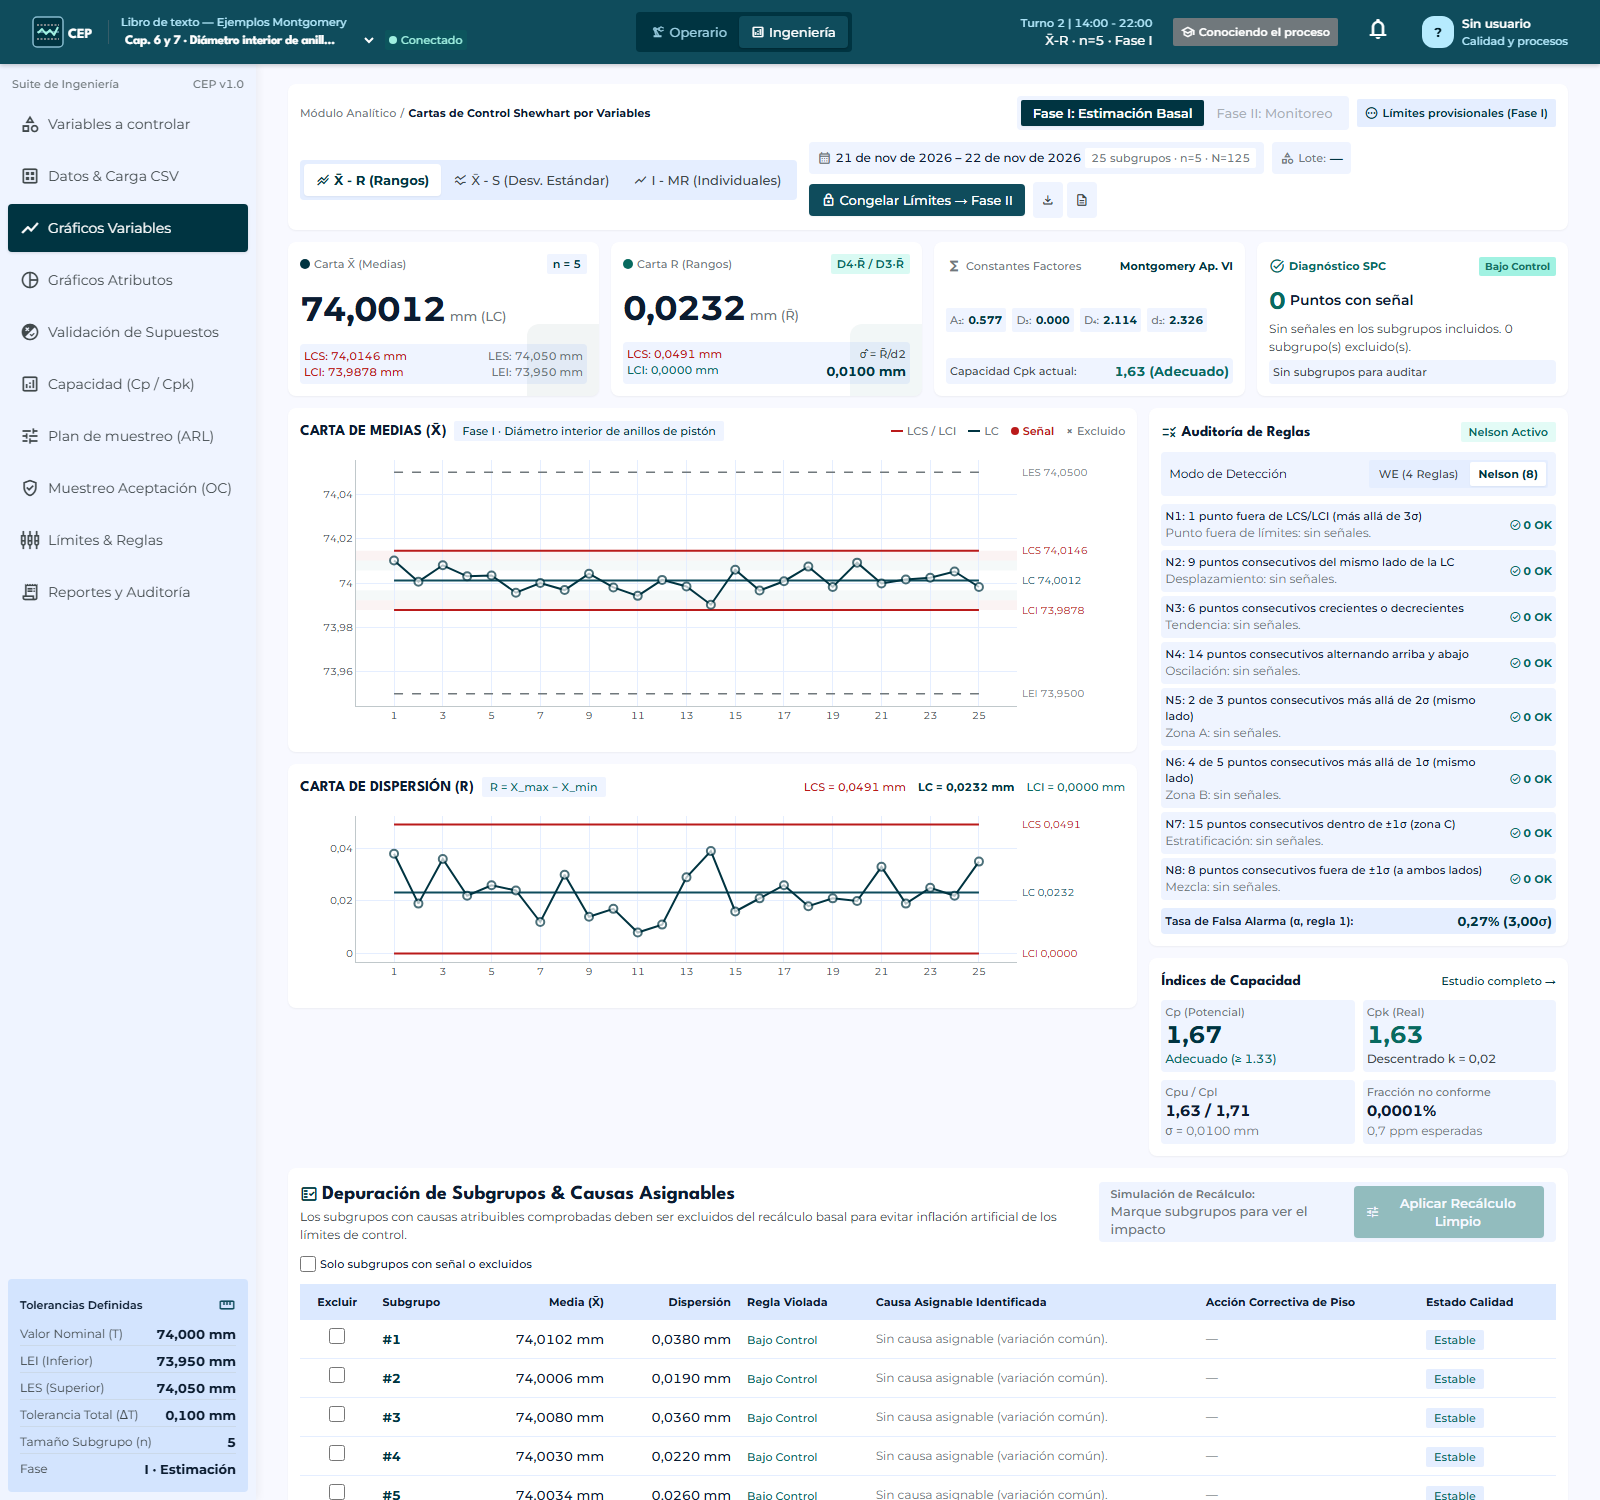 CEP
Libro de texto — Ejemplos Montgomery
Cap. 6 y 7 · Diámetro interior de anill...
Conectado
Operario
Ingeniería
Turno 2 | 14:00 - 22:00
X̄-R · n=5 · Fase I
Conociendo el proceso
?
Sin usuario
Calidad y procesos
Suite de Ingeniería
CEP v1.0
Variables a controlar
Datos & Carga CSV
Gráficos Variables
Gráficos Atributos
Validación de Supuestos
Capacidad (Cp / Cpk)
Plan de muestreo (ARL)
Muestreo Aceptación (OC)
Límites & Reglas
Reportes y Auditoría
Tolerancias Definidas
Valor Nominal (T) 74,000 mm
LEI (Inferior) 73,950 mm
LES (Superior) 74,050 mm
Tolerancia Total (ΔT) 0,100 mm
Tamaño Subgrupo (n) 5
Fase I · Estimación
Módulo Analítico / Cartas de Control Shewhart por Variables
Fase I: Estimación Basal
Fase II: Monitoreo
Límites provisionales (Fase I)
X̄ - R (Rangos)
X̄ - S (Desv. Estándar)
I - MR (Individuales)
21 de nov de 2026 – 22 de nov de 2026 25 subgrupos · n=5 · N=125
Lote: —
Congelar Límites → Fase II
Carta X̄ (Medias) n = 5
74,0012 mm (LC)
LCS: 74,0146 mm LES: 74,050 mm
LCI: 73,9878 mm LEI: 73,950 mm
Carta R (Rangos) D4·R̄ / D3·R̄
0,0232 mm (R̄)
LCS: 0,0491 mm σ̂ = R̄/d2
LCI: 0,0000 mm 0,0100 mm
Constantes Factores Montgomery Ap. VI
A₂: 0.577 D₃: 0.000 D₄: 2.114 d₂: 2.326
Capacidad Cpk actual: 1,63 (Adecuado)
Diagnóstico SPC Bajo Control
0 Puntos con señal
Sin señales en los subgrupos incluidos. 0
subgrupo(s) excluido(s).
Sin subgrupos para auditar
CARTA DE MEDIAS (X̄) Fase I · Diámetro interior de anillos de pistón
LCS / LCI LC Señal × Excluido
LES 74,0500
74,04
74,02
LCS 74,0146
74
LC 74,0012
LCI 73,9878
73,98
73,96
LEI 73,9500
1 3 5 7 9 11 13 15 17 19 21 23 25
CARTA DE DISPERSIÓN (R) R = X_max − X_min
LCS = 0,0491 mm LC = 0,0232 mm LCI = 0,0000 mm
LCS 0,0491
0,04
LC 0,0232
0,02
0
LCI 0,0000
1 3 5 7 9 11 13 15 17 19 21 23 25
Auditoría de Reglas Nelson Activo
Modo de Detección WE (4 Reglas) Nelson (8)
N1: 1 punto fuera de LCS/LCI (más allá de 3σ)
Punto fuera de límites: sin señales.
0 OK
N2: 9 puntos consecutivos del mismo lado de la LC
Desplazamiento: sin señales.
0 OK
N3: 6 puntos consecutivos crecientes o decrecientes
Tendencia: sin señales.
0 OK
N4: 14 puntos consecutivos alternando arriba y abajo
Oscilación: sin señales.
0 OK
N5: 2 de 3 puntos consecutivos más allá de 2σ (mismo
lado)
Zona A: sin señales.
0 OK
N6: 4 de 5 puntos consecutivos más allá de 1σ (mismo
lado)
Zona B: sin señales.
0 OK
N7: 15 puntos consecutivos dentro de ±1σ (zona C)
Estratificación: sin señales.
0 OK
N8: 8 puntos consecutivos fuera de ±1σ (a ambos lados)
Mezcla: sin señales.
0 OK
Tasa de Falsa Alarma (α, regla 1): 0,27% (3,00σ)
Índices de Capacidad Estudio completo →
Cp (Potencial)
1,67
Adecuado (≥ 1.33)
Cpk (Real)
1,63
Descentrado k = 0,02
Cpu / Cpl
1,63 / 1,71
σ = 0,0100 mm
Fracción no conforme
0,0001%
0,7 ppm esperadas
Depuración de Subgrupos & Causas Asignables
Los subgrupos con causas atribuibles comprobadas deben ser excluidos del recálculo basal para evitar inflación artificial de los
límites de control.
Simulación de Recálculo:
Marque subgrupos para ver el
impacto
Aplicar Recálculo
Limpio
Solo subgrupos con señal o excluidos
Excluir Subgrupo Media (X̄) Dispersión Regla Violada Causa Asignable Identificada Acción Correctiva de Piso Estado Calidad
#1 74,0102 mm 0,0380 mm Bajo Control Sin causa asignable (variación común). — Estable
#2 74,0006 mm 0,0190 mm Bajo Control Sin causa asignable (variación común). — Estable
#3 74,0080 mm 0,0360 mm Bajo Control Sin causa asignable (variación común). — Estable
#4 74,0030 mm 0,0220 mm Bajo Control Sin causa asignable (variación común). — Estable
#5 74,0034 mm 0,0260 mm Bajo Control Sin causa asignable (variación común). — Estable